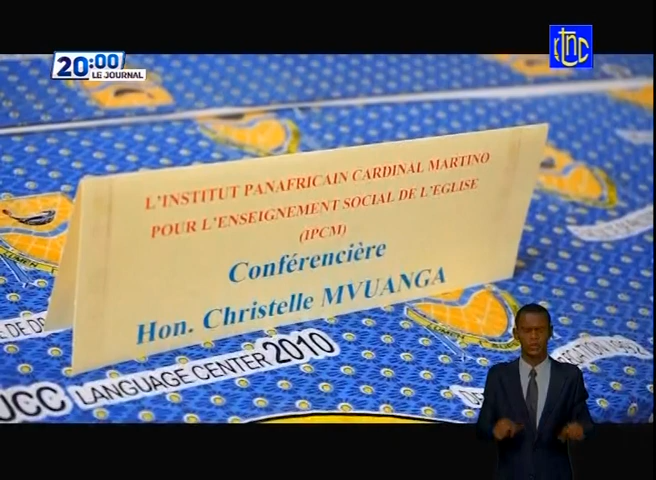 rtnc
20:00
LE JOURNAL
L'INSTITUT PANAFRICAIN CARDINAL MARTINO
POUR L'ENSEIGNEMENT SOCIAL DE L'EGLISE
(IPCM)
Conférencière
Hon. Christelle MVUANGA
UCC LANGUAGE CENTER 2010